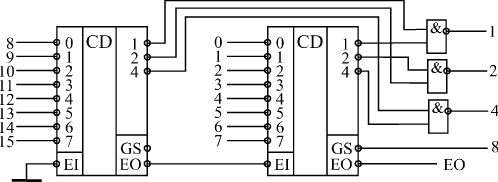 CD CD
& 1
8 0 1 0 0 1
9 1 2 1 1 2
10 2 4 2 2 4
& 2
11 3 3 3
12 4 4 4
& 4
13 5 5 5
14 6 6 6
15 7 7 7
GS GS 8
EI EO EI EO EO